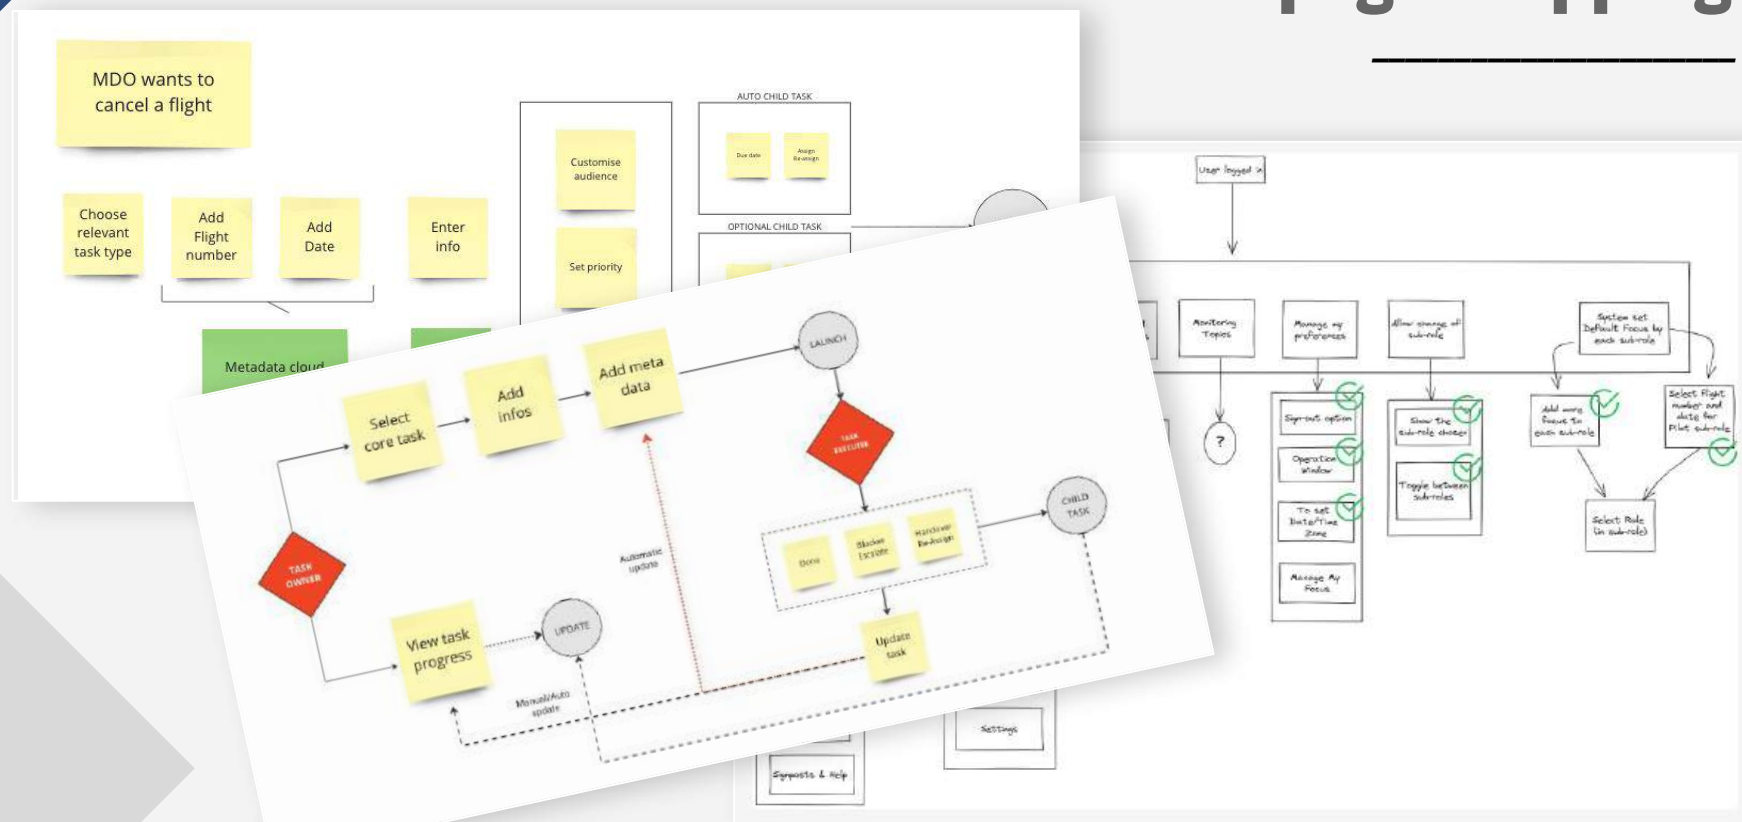 MDO wants to
cancel a flight
Choose
relevant
task type
Add
Flight
number
Add
Date
Enter
info
Customise
audience
Set priority
AUTO CHILD TASK
Due date
Assign
Re-assign
OPTIONAL CHILD TASK
Metadata cloud
Select
core task
Add
infos
Add meta
data
LAUNCH
TASK
EXECUTER
TASK
OWNER
Automatic
update
Done
Blocked
Escalate
Handover
Re-Assign
CHILD
TASK
View task
progress
UPDATE
Update
task
Manual/Auto
update
User logged in
Monitoring
Topics
Manage my
preferences
Allow change of
sub-role
System set
Default Focus by
each sub-role
?
Sign-out option
Operation
Window
To set
Date/Time
Zone
Manage My
Focus
Show the
sub-role chosen
Toggle between
sub-roles
Add more
focus to
each sub-role
Select Flight
number and
date for
Pilot sub-role
Select Role
(in sub-role)
Settings
Signposts & Help